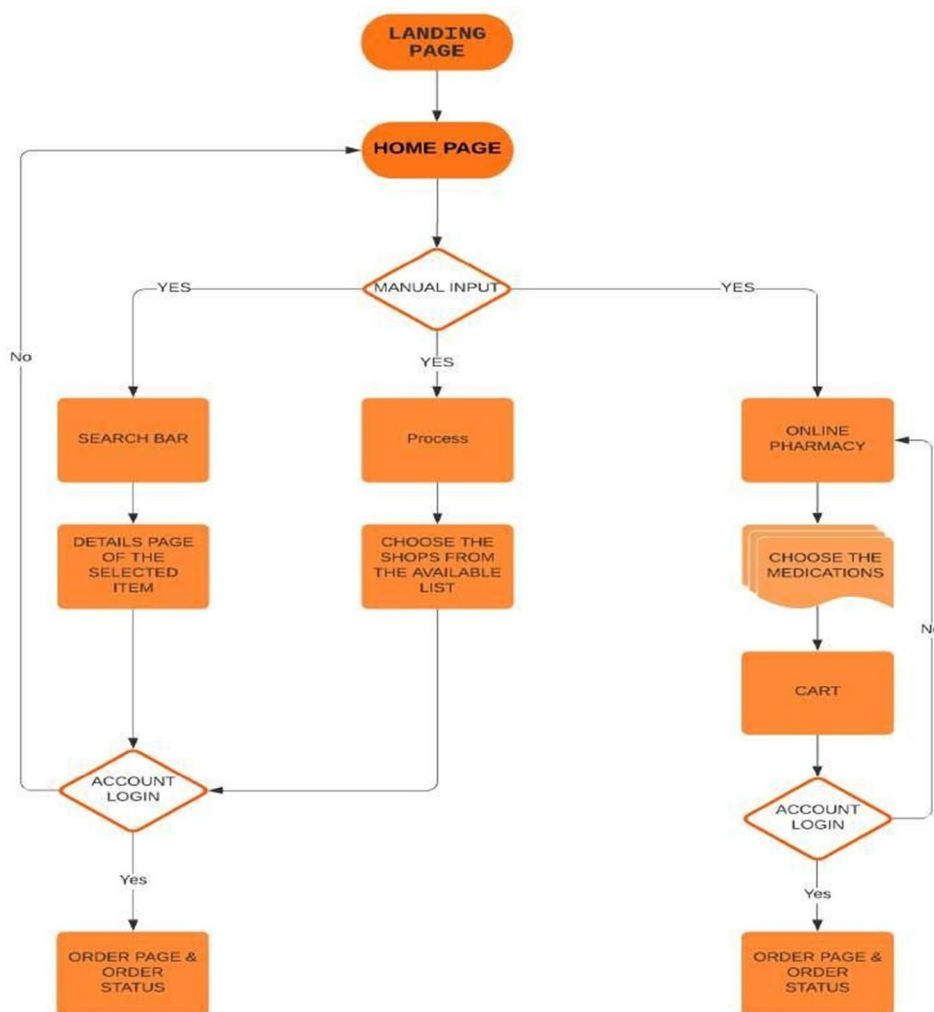 LANDING
PAGE
HOME PAGE
MANUAL INPUT
YES
YES
YES
No
SEARCH BAR
Process
ONLINE
PHARMACY
DETAILS PAGE
OF THE
SELECTED
ITEM
CHOOSE THE
SHOPS FROM
THE AVAILABLE
LIST
CHOOSE THE
MEDICATIONS
CART
ACCOUNT
LOGIN
ACCOUNT
LOGIN
Yes
Yes
ORDER PAGE &
ORDER
STATUS
ORDER PAGE &
ORDER
STATUS